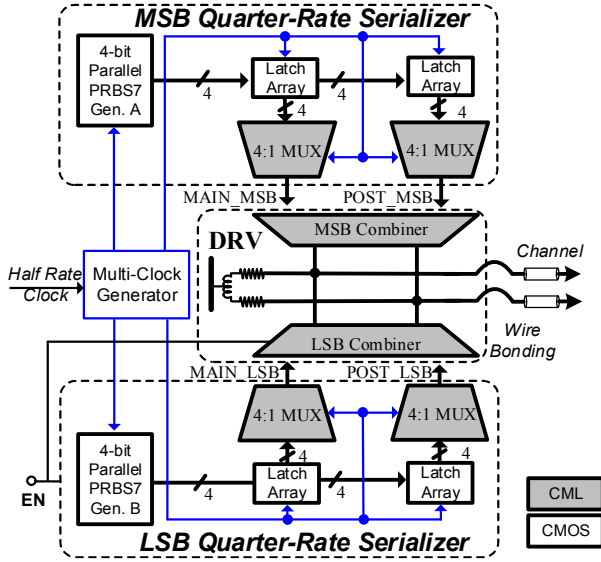 MSB Quarter-Rate Serializer
4-bit
Parallel
PRBS7
Gen. A
4
Latch
Array
4
Latch
Array
4
4
4:1 MUX
4:1 MUX
MAIN_MSB
POST_MSB
MSB Combiner
DRV
Channel
Half Rate
Clock
Multi-Clock
Generator
Wire
Bonding
LSB Combiner
MAIN_LSB
POST_LSB
4:1 MUX
4:1 MUX
4
4
4-bit
Parallel
PRBS7
Gen. B
4
Latch
Array
4
Latch
Array
EN
CML
CMOS
LSB Quarter-Rate Serializer